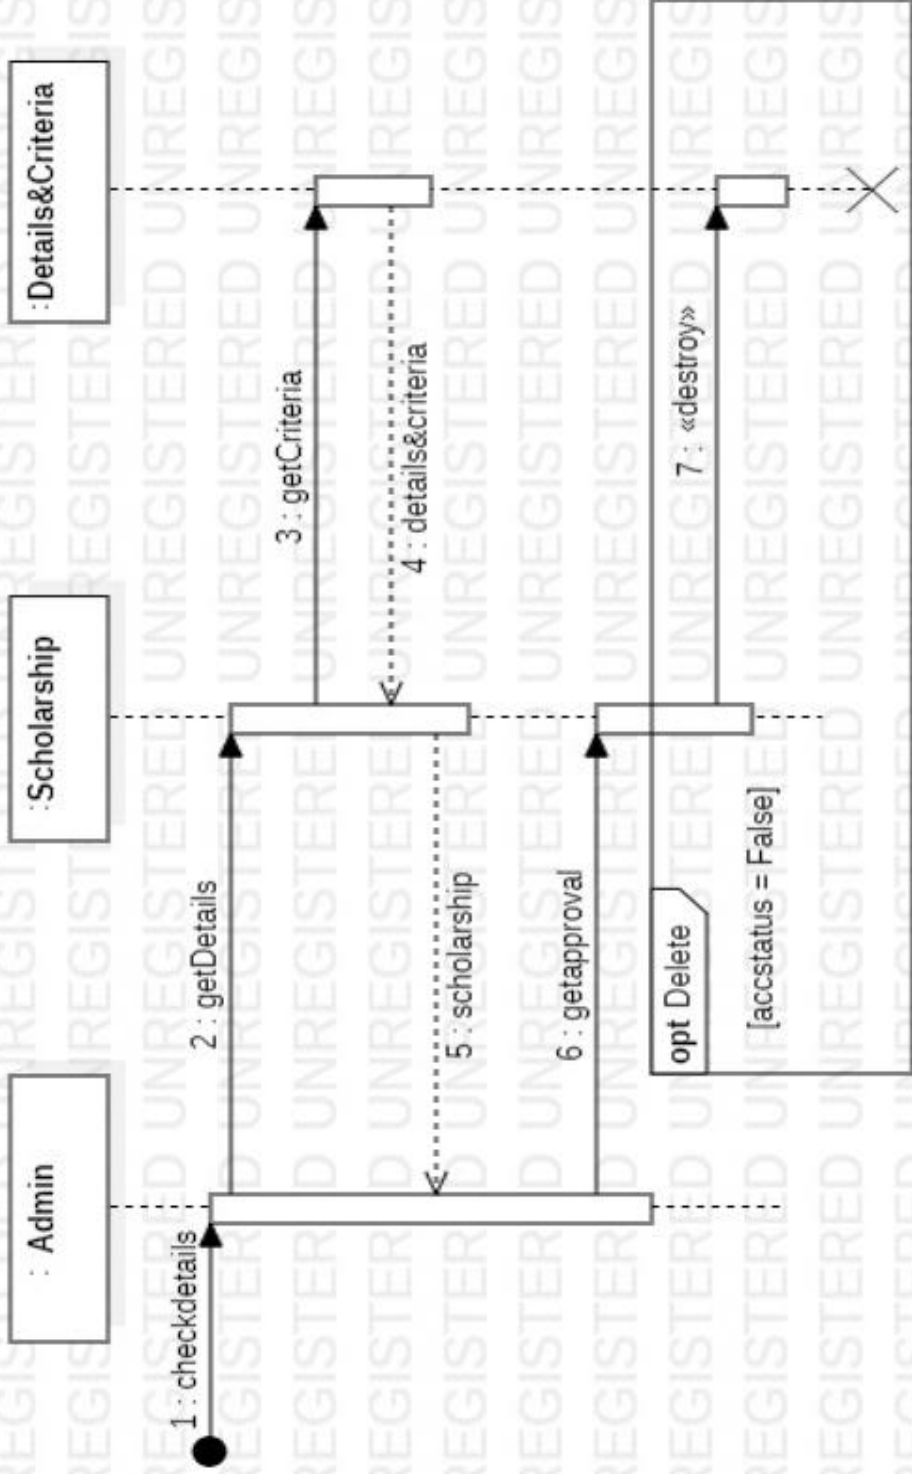 : Admin
:Scholarship
:Details&Criteria
1 : checkdetails
2 : getDetails
3 : getCriteria
4 : details&criteria
5 : scholarship
6 : getapproval
opt Delete
7 : «destroy»
[accstatus = False]
UNREGISTERED